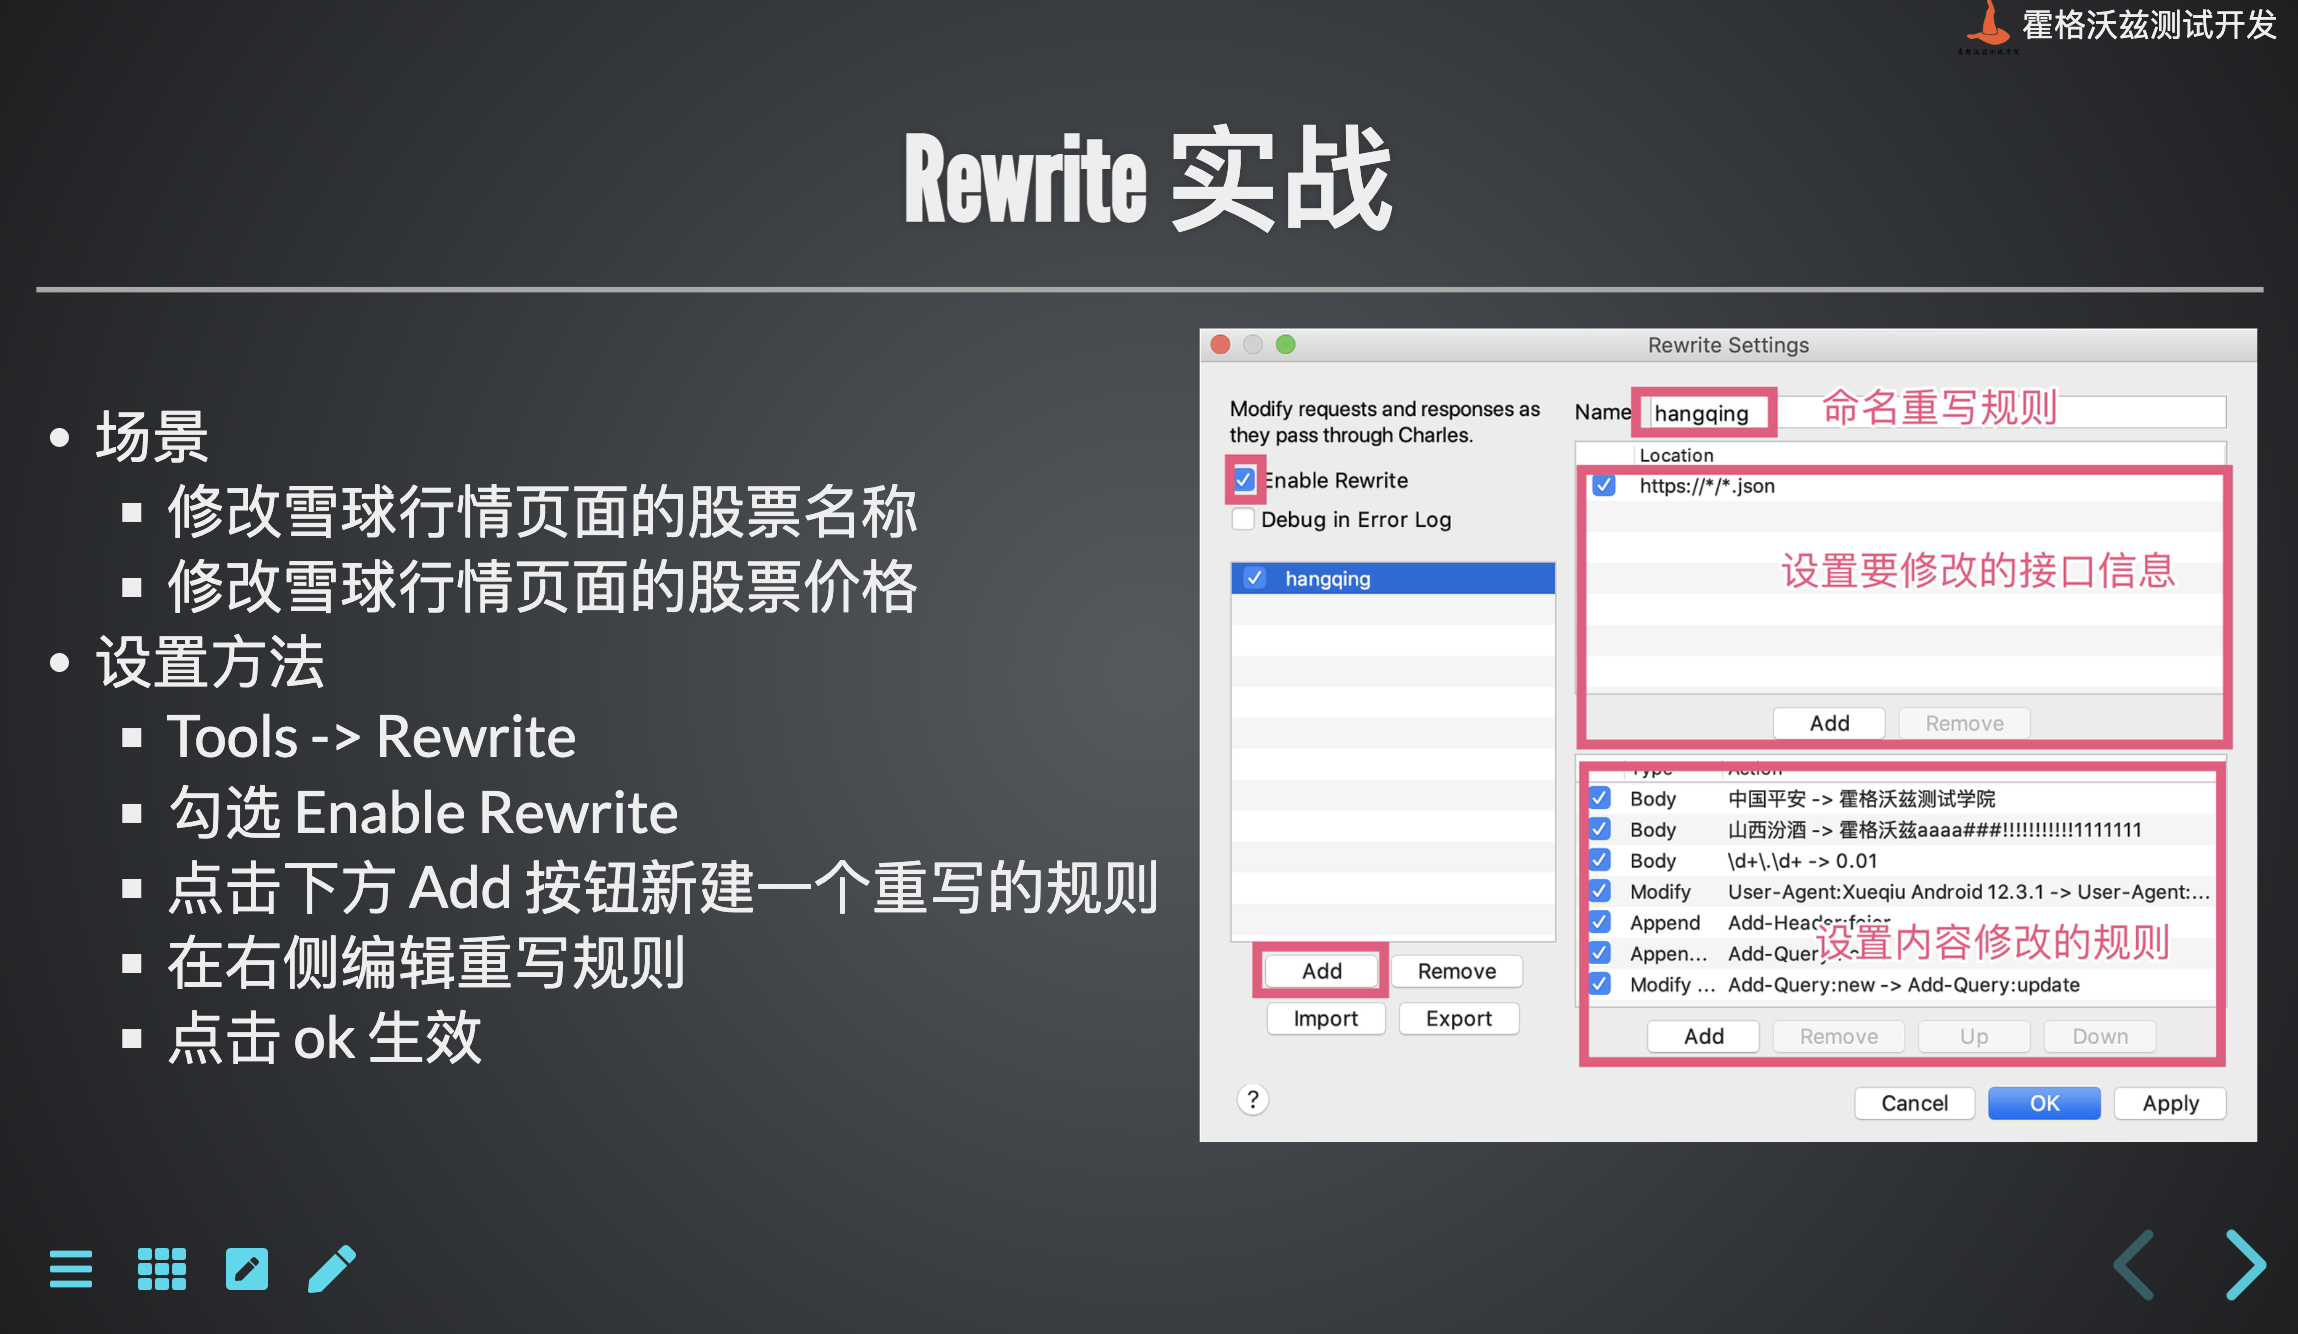 霍格沃兹测试开发
Rewrite 实战
场景
修改雪球行情页面的股票名称
修改雪球行情页面的股票价格
设置方法
Tools -> Rewrite
勾选 Enable Rewrite
点击下方 Add 按钮新建一个重写的规则
在右侧编辑重写规则
点击 ok 生效
Rewrite Settings
Modify requests and responses as
they pass through Charles.
Enable Rewrite
Debug in Error Log
hangqing
Add Remove
Import Export
Name hangqing 命名重写规则
Location
https://*/*.json
设置要修改的接口信息
Add Remove
Type Action
Body 中国平安 -> 霍格沃兹测试学院
Body 山西汾酒 -> 霍格沃兹aaaa###!!!!!!!!!!!1111111
Body \d+\.\d+ -> 0.01
Modify User-Agent:Xueqiu Android 12.3.1 -> User-Agent:...
Append Add-Header:feier
Appen... Add-Query
设置内容修改的规则
Modify ... Add-Query:new -> Add-Query:update
Add Remove Up Down
? Cancel OK Apply